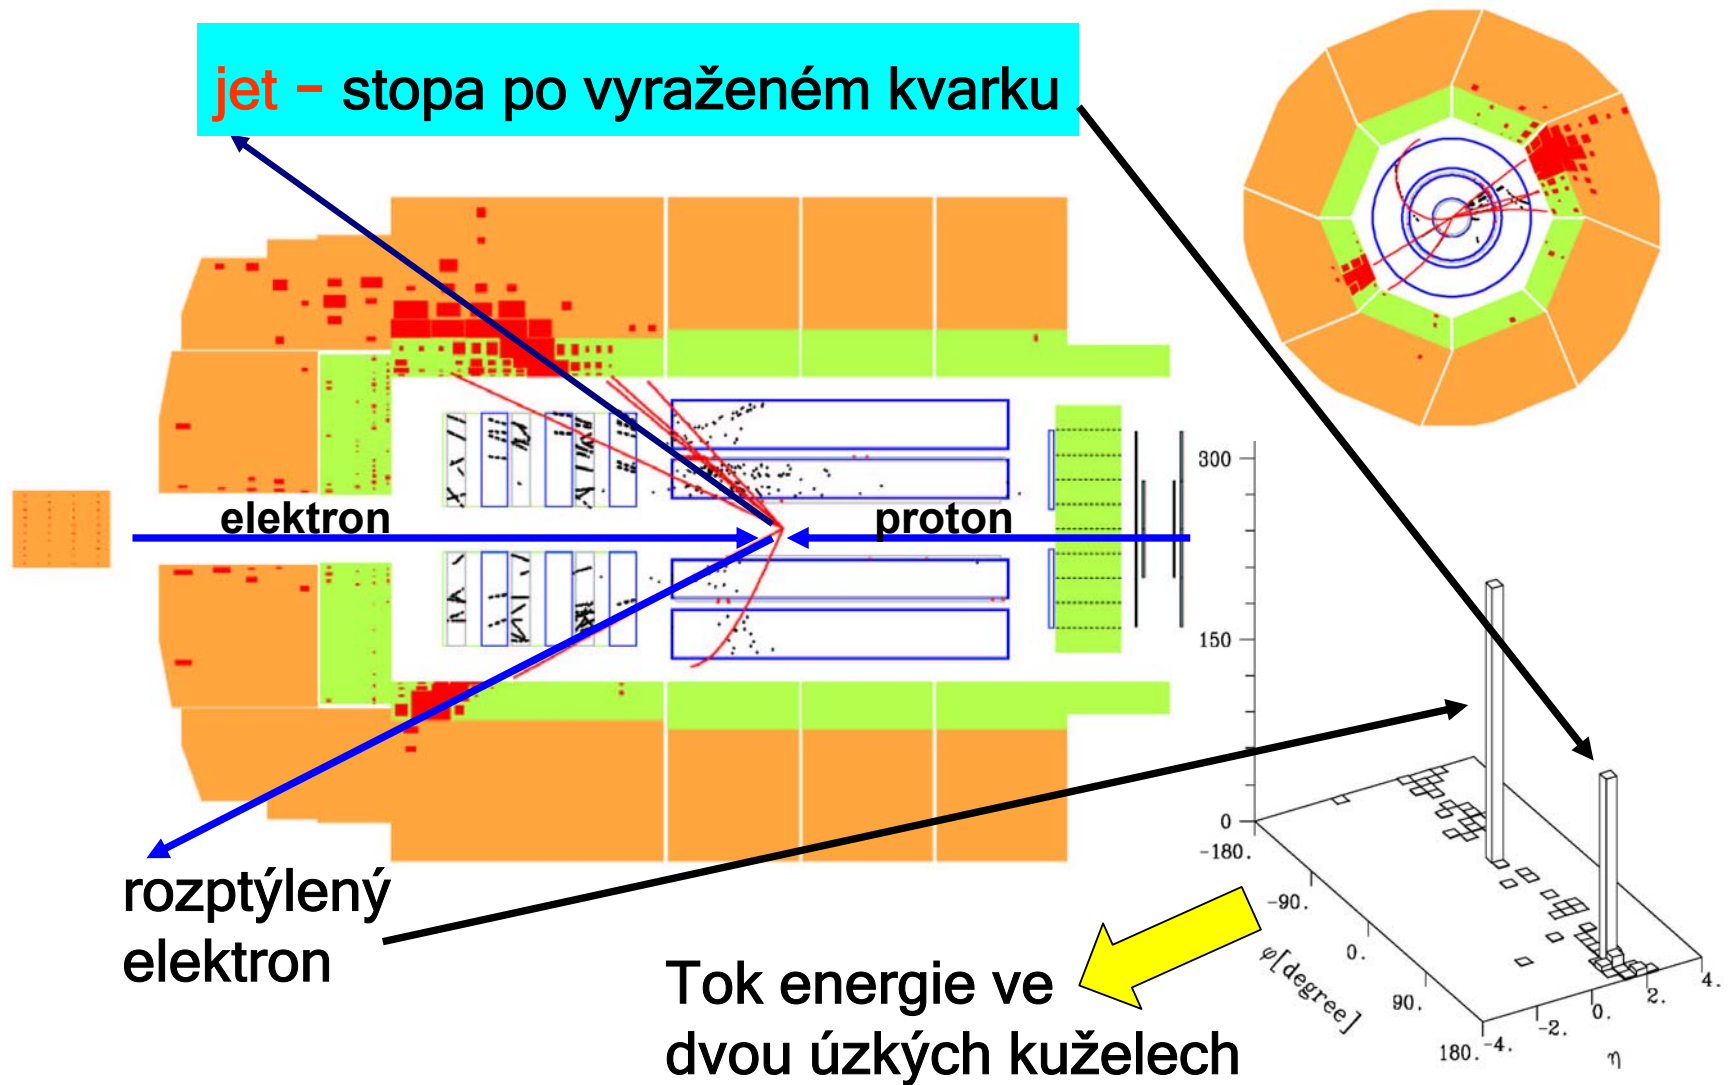 jet - stopa po vyraženém kvarku
elektron
proton
rozptýlený
elektron
Tok energie ve
dvou úzkých kuželech
300
150
0
-180.
-90.
0.
90.
180.
φ[degree]
-4.
-2.
0.
2.
4.
η